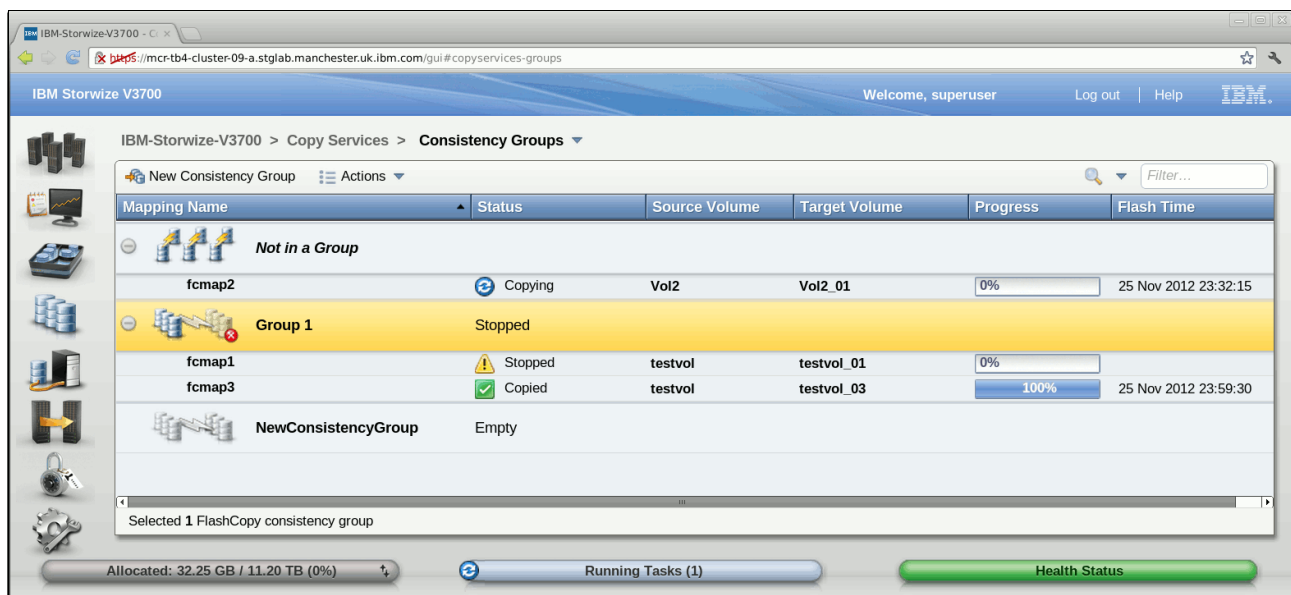 IBM IBM-Storwize-V3700 - C ×
https://mcr-tb4-cluster-09-a.stglab.manchester.uk.ibm.com/gui#copyservices-groups
IBM Storwize V3700 Welcome, superuser Log out | Help IBM.
IBM-Storwize-V3700 > Copy Services > Consistency Groups
New Consistency Group Actions Filter...
Mapping Name Status Source Volume Target Volume Progress Flash Time
Not in a Group
fcmap2 Copying Vol2 Vol2_01 0% 25 Nov 2012 23:32:15
Group 1 Stopped
fcmap1 Stopped testvol testvol_01 0%
fcmap3 Copied testvol testvol_03 100% 25 Nov 2012 23:59:30
NewConsistencyGroup Empty
Selected 1 FlashCopy consistency group
Allocated: 32.25 GB / 11.20 TB (0%) Running Tasks (1) Health Status